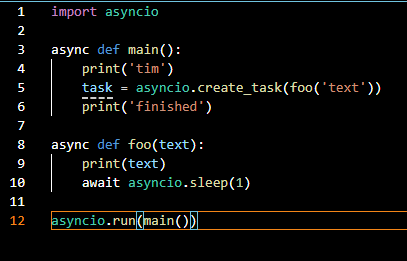 1 import asyncio
2
3 async def main():
4     print('tim')
5     task = asyncio.create_task(foo('text'))
6     print('finished')
7
8 async def foo(text):
9     print(text)
10     await asyncio.sleep(1)
11
12 asyncio.run(main())